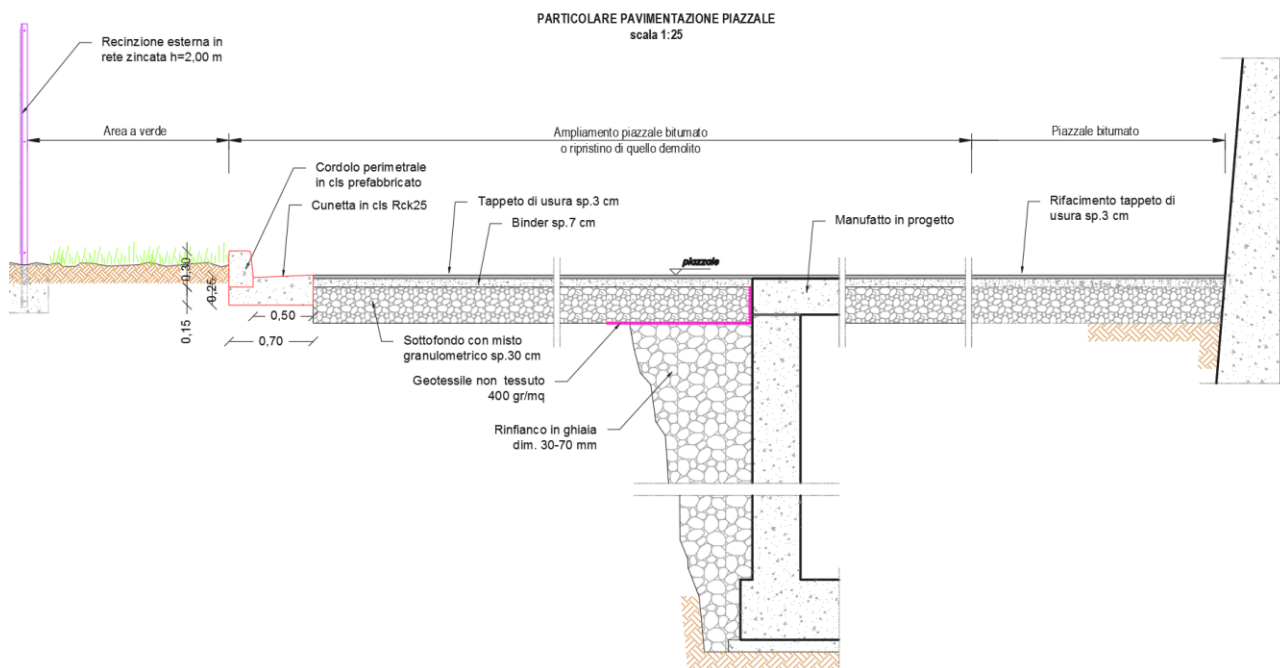 PARTICOLARE PAVIMENTAZIONE PIAZZALE
scala 1:25
Recinzione esterna in
rete zincata h=2,00 m
Area a verde
Ampliamento piazzale bitumato
o ripristino di quello demolito
Piazzale bitumato
Cordolo perimetrale
in cls prefabbricato
Cunetta in cls Rck25
Tappeto di usura sp.3 cm
Binder sp.7 cm
Manufatto in progetto
Rifacimento tappeto di
usura sp.3 cm
piazzale
0,30
0,25
0,15
0,50
0,70
Sottofondo con misto
granulometrico sp.30 cm
Geotessile non tessuto
400 gr/mq
Rinfianco in ghiaia
dim. 30-70 mm